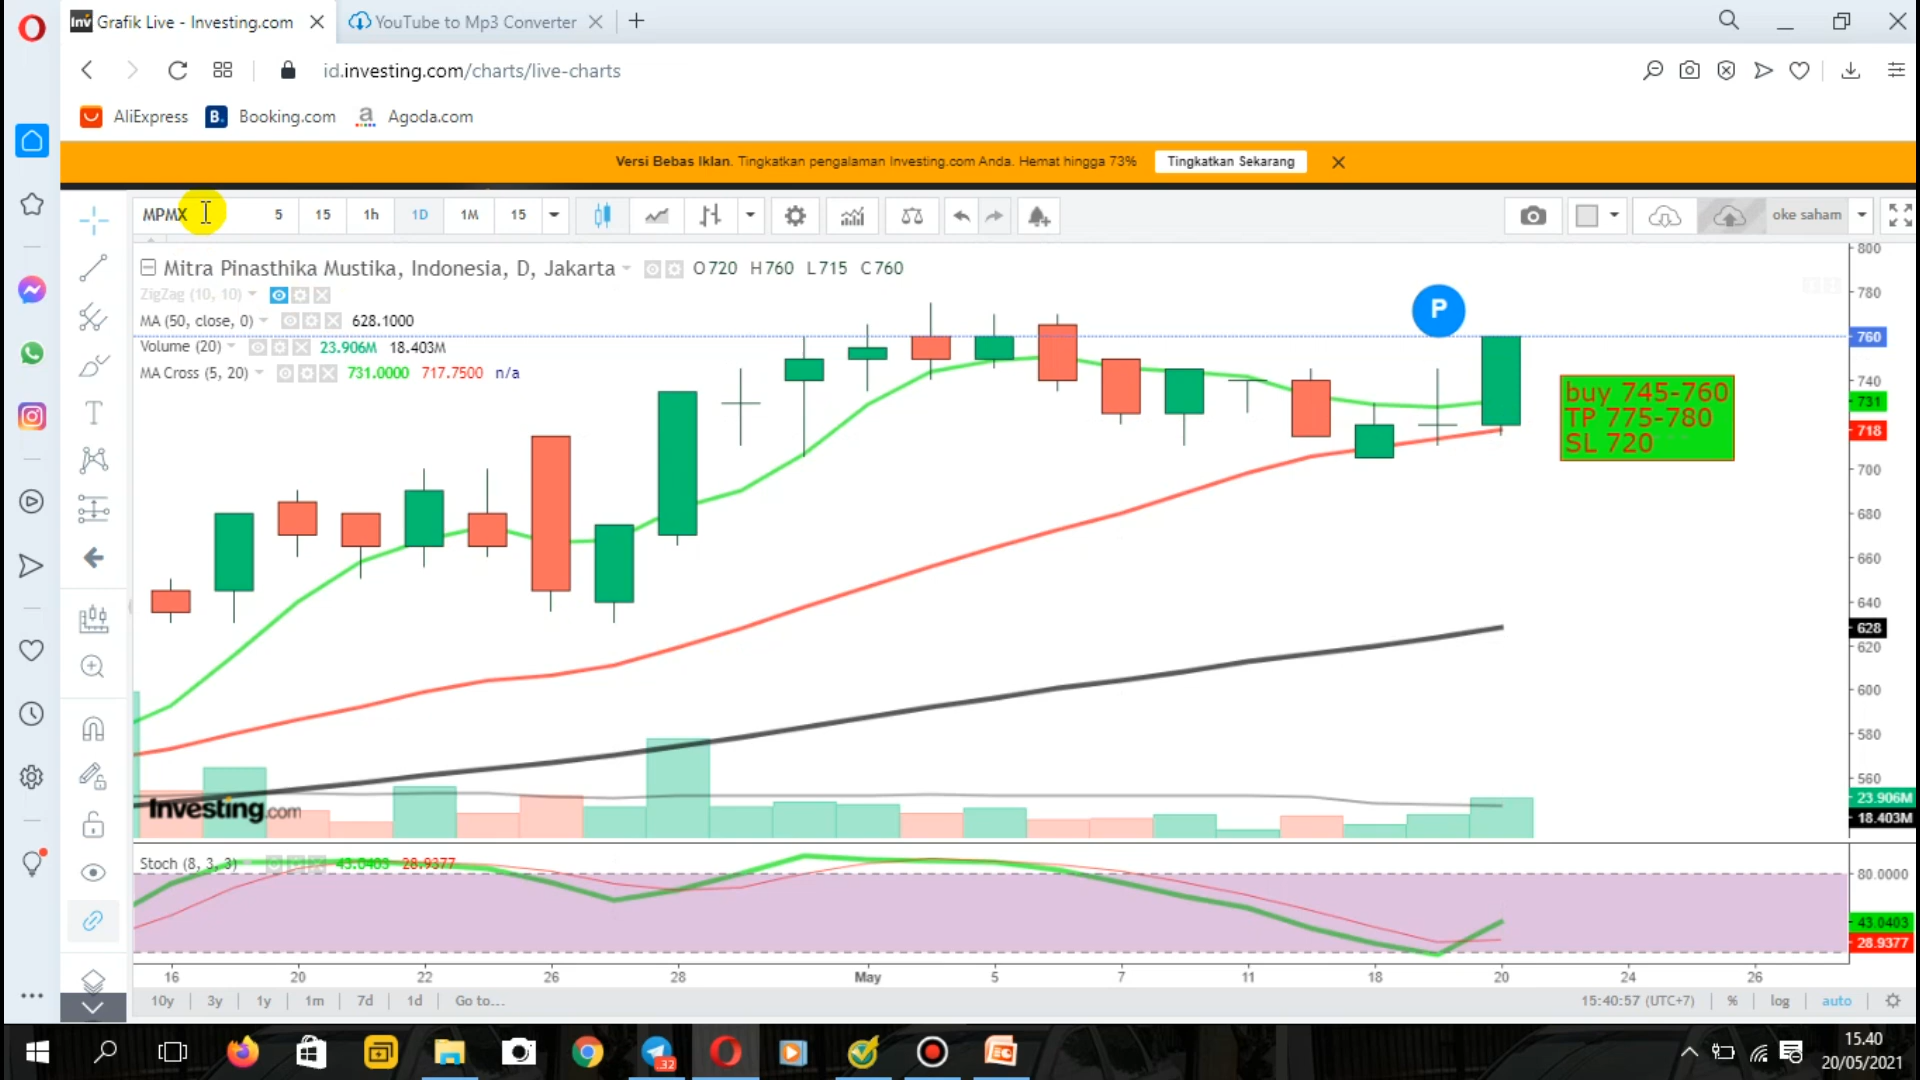 Grafik Live - Investing.com
YouTube to Mp3 Converter
id.investing.com/charts/live-charts
AliExpress
B. Booking.com
a Agoda.com
Versi Bebas Iklan. Tingkatkan pengalaman Investing.com Anda. Hemat hingga 73%
Tingkatkan Sekarang
MPMX
5 15 1h 1D 1M 15
oke saham
Mitra Pinasthika Mustika, Indonesia, D, Jakarta
O720 H760 L715 C760
ZigZag (10, 10)
MA (50, close, 0) 628.1000
Volume (20) 23.906M 18.403M
MA Cross (5, 20) 731.0000 717.7500 n/a
P
buy 745-760
TP 775-780
SL 720
800
780
760
740
731
718
700
680
660
640
628
620
600
580
560
23.906M
18.403M
Investing.com
Stoch (8, 3, 3) 43.0403 28.9377
80.0000
43.0403
28.9377
16 20 22 26 28 May 5 7 11 18 20 24 26
10y 3y 1y 1m 7d 1d Go to...
15:40:57 (UTC+7) % log auto
32
15.40
20/05/2021